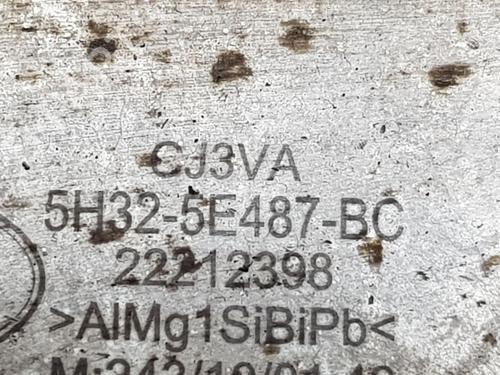 CJ3VA
5H32-5E487-BC
22212398
>AlMg1SiBiPb<